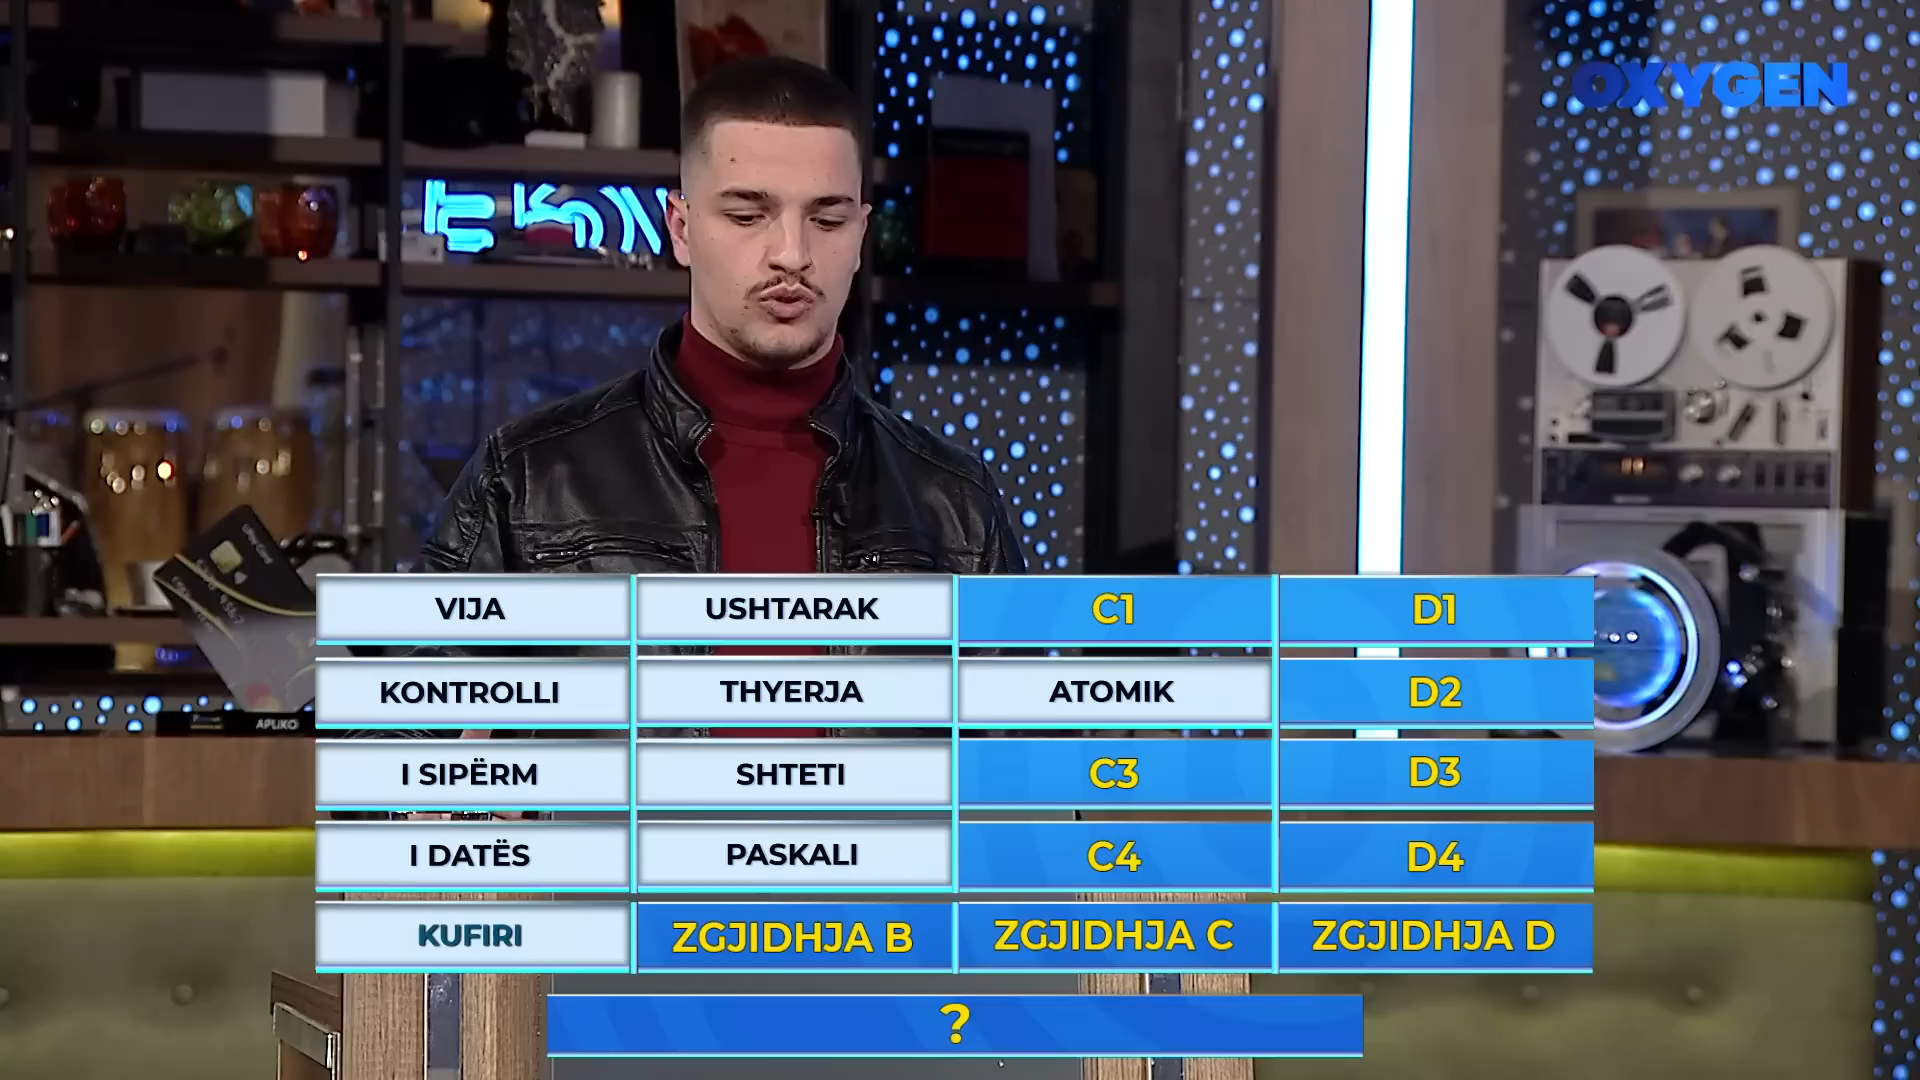 OXYGEN
VIJA USHTARAK C1 D1
KONTROLLI THYERJA ATOMIK D2
I SIPËRM SHTETI C3 D3
I DATËS PASKALI C4 D4
KUFIRI ZGJIDHJA B ZGJIDHJA C ZGJIDHJA D
?